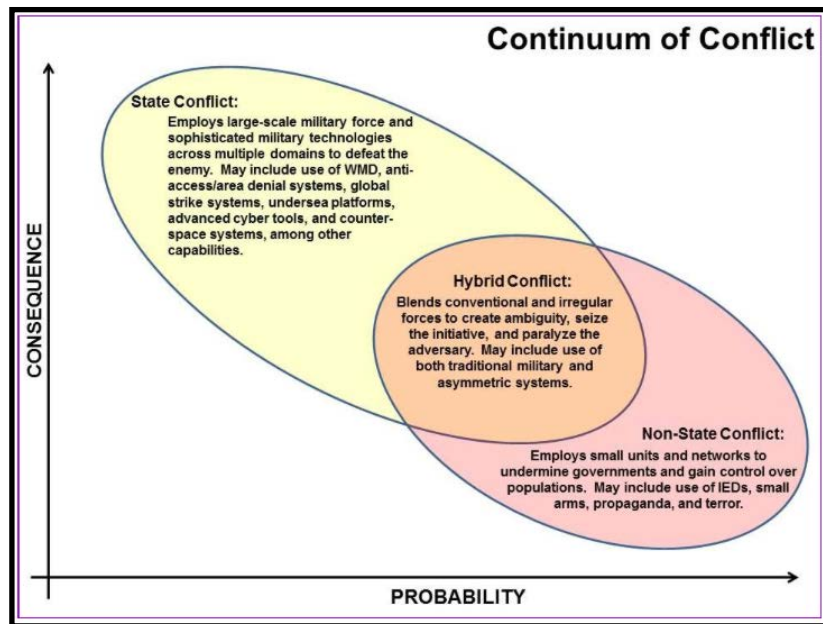 Continuum of Conflict
State Conflict:
Employs large-scale military force and
sophisticated military technologies
across multiple domains to defeat the
enemy. May include use of WMD, anti-
access/area denial systems, global
strike systems, undersea platforms,
advanced cyber tools, and counter-
space systems, among other
capabilities.
Hybrid Conflict:
Blends conventional and irregular
forces to create ambiguity, seize
the initiative, and paralyze the
adversary. May include use of
both traditional military and
asymmetric systems.
Non-State Conflict:
Employs small units and networks to
undermine governments and gain control over
populations. May include use of IEDs, small
arms, propaganda, and terror.
CONSEQUENCE
PROBABILITY